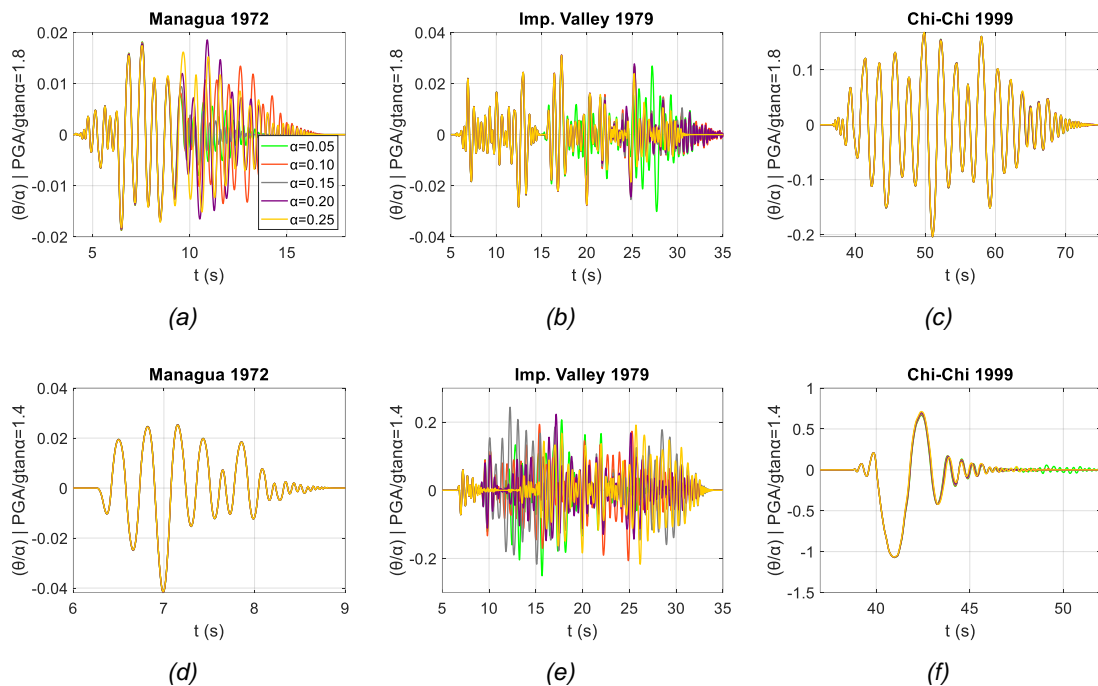 Managua 1972
Imp. Valley 1979
Chi-Chi 1999
(θ/α) | PGA/gtanα=1.8
0.02
0.01
0
-0.01
-0.02
5
10
15
t (s)
α=0.05
α=0.10
α=0.15
α=0.20
α=0.25
(θ/α) | PGA/gtanα=1.8
0.04
0.02
0
-0.02
-0.04
5
10
15
20
25
30
35
t (s)
(θ/α) | PGA/gtanα=1.8
0.1
0
-0.1
-0.2
40
50
60
70
t (s)
(a)
(b)
(c)
Managua 1972
Imp. Valley 1979
Chi-Chi 1999
(θ/α) | PGA/gtanα=1.4
0.04
0.02
0
-0.02
-0.04
6
7
8
9
t (s)
(θ/α) | PGA/gtanα=1.4
0.2
0
-0.2
5
10
15
20
25
30
35
t (s)
(θ/α) | PGA/gtanα=1.4
1
0.5
0
-0.5
-1
-1.5
40
45
50
t (s)
(d)
(e)
(f)